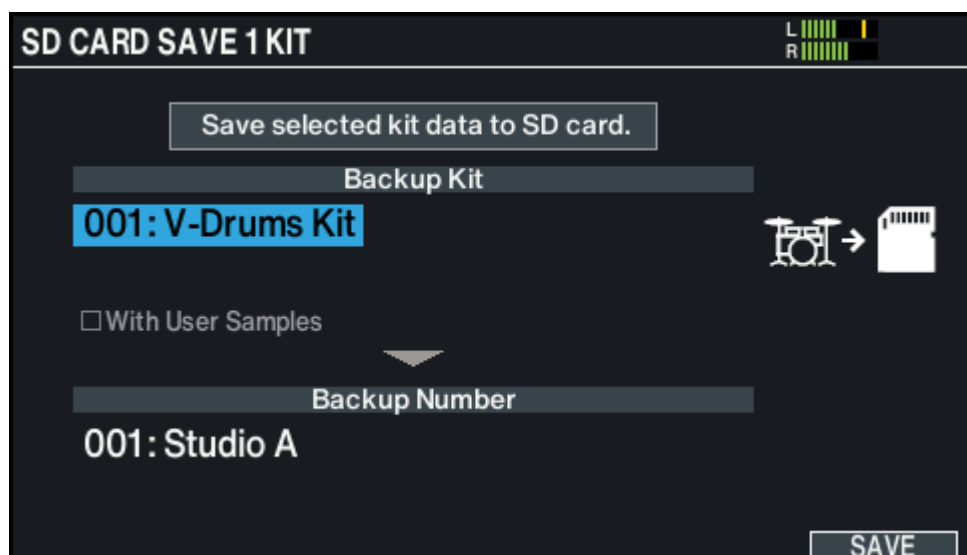 SD CARD SAVE 1 KIT
L
R
Save selected kit data to SD card.
Backup Kit
001: V-Drums Kit
With User Samples
Backup Number
001: Studio A
SAVE